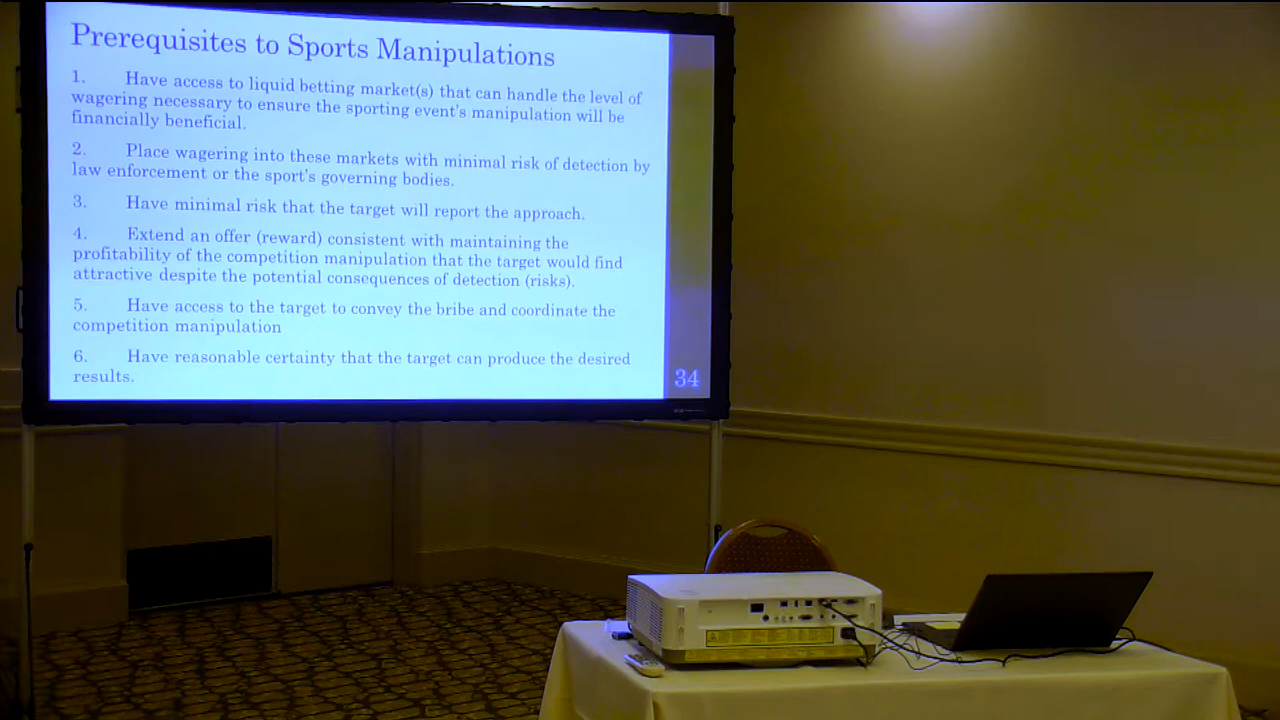 Prerequisites to Sports Manipulations
1. Have access to liquid betting market(s) that can handle the level of
wagering necessary to ensure the sporting event's manipulation will be
financially beneficial.
2. Place wagering into these markets with minimal risk of detection by
law enforcement or the sport's governing bodies.
3. Have minimal risk that the target will report the approach.
4. Extend an offer (reward) consistent with maintaining the
profitability of the competition manipulation that the target would find
attractive despite the potential consequences of detection (risks).
5. Have access to the target to convey the bribe and coordinate the
competition manipulation
6. Have reasonable certainty that the target can produce the desired
results.
34